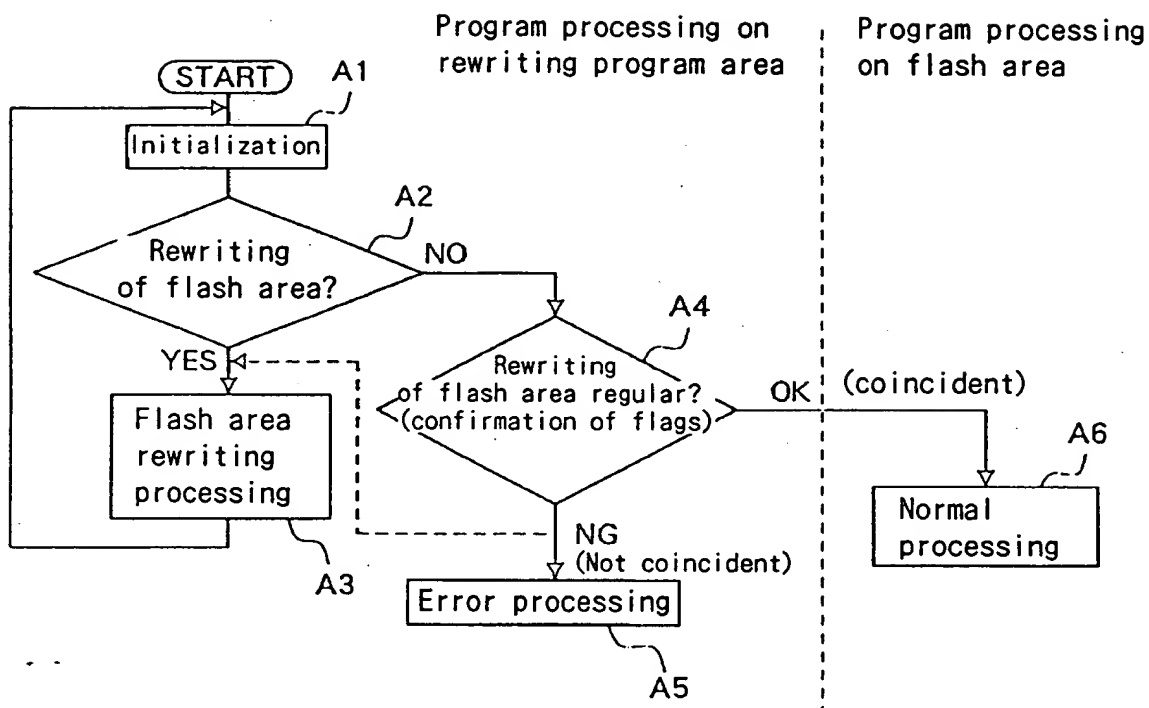 Program processing on
rewriting program area
Program processing
on flash area
START
A1
Initialization
A2
Rewriting
of flash area?
NO
A4
YES
Rewriting
of flash area regular?
(confirmation of flags)
OK
(coincident)
Flash area
rewriting
processing
A6
Normal
processing
NG
(Not coincident)
A3
Error processing
A5